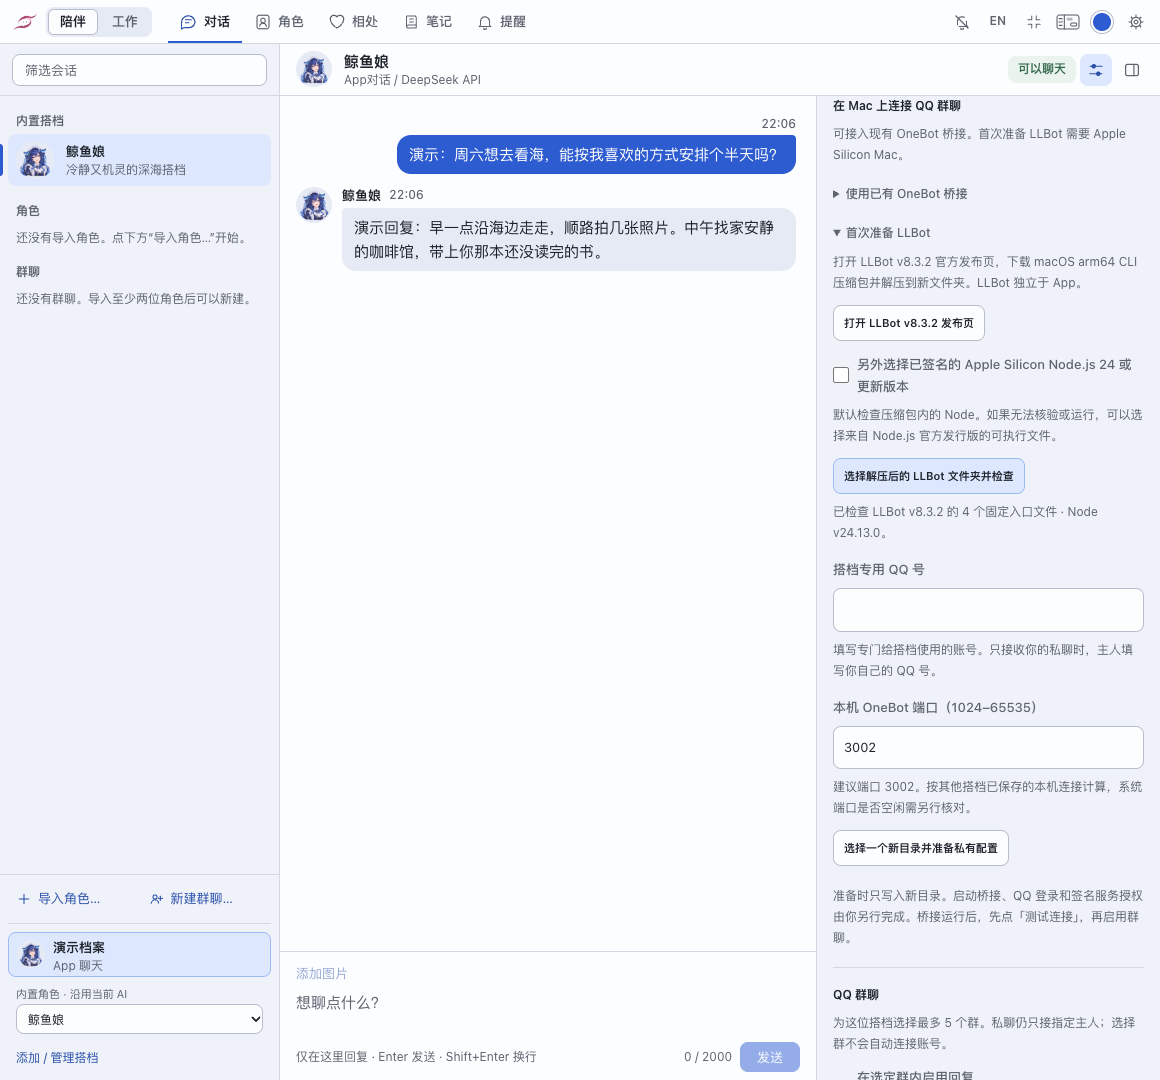 陪伴
工作
对话
角色
相处
笔记
提醒
EN
筛选会话
内置搭档
鲸鱼娘
冷静又机灵的深海搭档
角色
还没有导入角色。点下方“导入角色...”开始。
群聊
还没有群聊。导入至少两位角色后可以新建。
导入角色...
新建群聊...
演示档案
App 聊天
内置角色 · 沿用当前 AI
鲸鱼娘
添加 / 管理搭档
鲸鱼娘
App对话 / DeepSeek API
可以聊天
22:06
演示：周六想去看海，能按我喜欢的方式安排个半天吗？
鲸鱼娘 22:06
演示回复：早一点沿海边走走，顺路拍几张照片。中午找家安静
的咖啡馆，带上你那本还没读完的书。
添加图片
想聊点什么？
仅在这里回复 · Enter 发送 · Shift+Enter 换行
0 / 2000
发送
在 Mac 上连接 QQ 群聊
可接入现有 OneBot 桥接。首次准备 LLBot 需要 Apple
Silicon Mac。
使用已有 OneBot 桥接
首次准备 LLBot
打开 LLBot v8.3.2 官方发布页，下载 macOS arm64 CLI
压缩包并解压到新文件夹。LLBot 独立于 App。
打开 LLBot v8.3.2 发布页
另外选择已签名的 Apple Silicon Node.js 24 或
更新版本
默认检查压缩包内的 Node。如果无法核验或运行，可以选
择来自 Node.js 官方发行版的可执行文件。
选择解压后的 LLBot 文件夹并检查
已检查 LLBot v8.3.2 的 4 个固定入口文件 · Node
v24.13.0。
搭档专用 QQ 号
填写专门给搭档使用的账号。只接收你的私聊时，主人填
写你自己的 QQ 号。
本机 OneBot 端口（1024–65535）
3002
建议端口 3002。按其他搭档已保存的本机连接计算，系统
端口是否空闲需另行核对。
选择一个新目录并准备私有配置
准备时只写入新目录。启动桥接、QQ 登录和签名服务授权
由你另行完成。桥接运行后，先点「测试连接」，再启用群
聊。
QQ 群聊
为这位搭档选择最多 5 个群。私聊仍只接指定主人；选择
群不会自动连接账号。
在选定群内启用回复